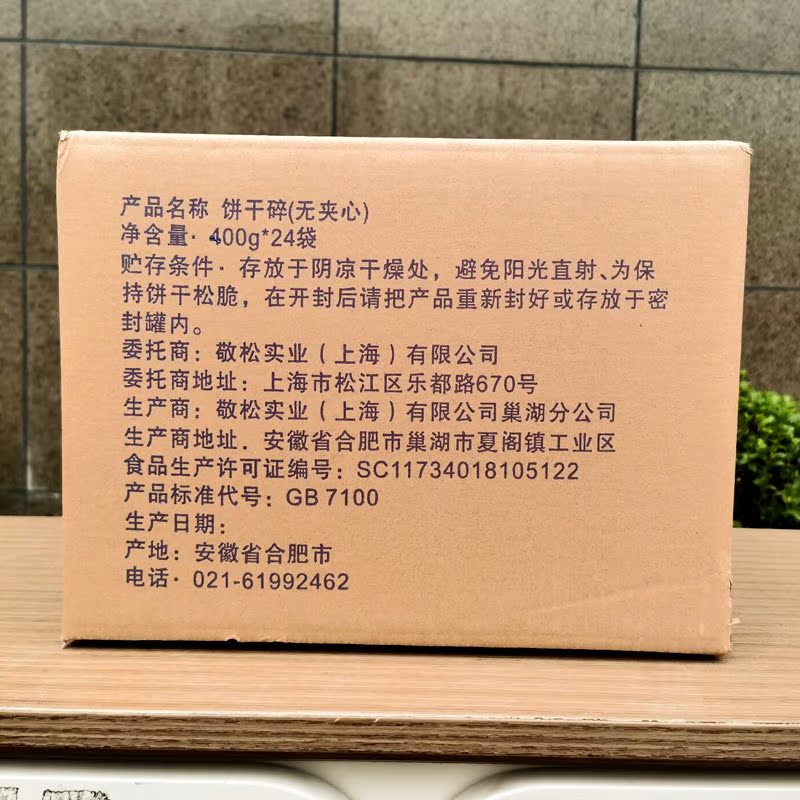 产品名称 饼干碎(无夹心)
净含量· 400g*24袋
贮存条件· 存放于阴凉干燥处，避免阳光直射、为保
持饼干松脆，在开封后请把产品重新封好或存放于密
封罐内。
委托商：敬松实业（上海）有限公司
委托商地址：上海市松江区乐都路670号
生产商：敬松实业（上海）有限公司巢湖分公司
生产商地址．安徽省合肥市巢湖市夏阁镇工业区
食品生产许可证编号：SC11734018105122
产品标准代号：GB 7100
生产日期：
产地：安徽省合肥市
电话· 021-61992462